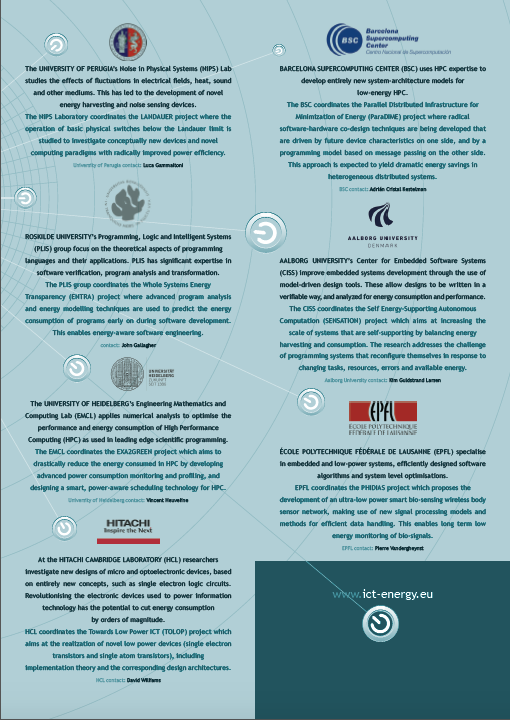 The UNIVERSITY OF PERUGIA's Noise in Physical Systems (NIPS) Lab
studies the effects of fluctuations in electrical fields, heat, sound
and other mediums. This has led to the development of novel
energy harvesting and noise sensing devices.
The NIPS Laboratory coordinates the LANDAUER project where the
operation of basic physical switches below the Landauer limit is
studied to investigate conceptually new devices and novel
computing paradigms with radically improved power efficiency.
University of Perugia contact: Luca Gammaitoni
ROSKILDE UNIVERSITY's Programming, Logic and Intelligent Systems
(PLIS) group focus on the theoretical aspects of programming
languages and their applications. PLIS has significant expertise in
software verification, program analysis and transformation.
The PLIS group coordinates the Whole Systems Energy
Transparency (ENTRA) project where advanced program analysis
and energy modelling techniques are used to predict the energy
consumption of programs early on during software development.
This enables energy-aware software engineering.
contact: John Gallagher
UNIVERSITÄT
HEIDELBERG
ZUKUNFT
SEIT 1386
The UNIVERSITY OF HEIDELBERG's Engineering Mathematics and
Computing Lab (EMCL) applies numerical analysis to optimise the
performance and energy consumption of High Performance
Computing (HPC) as used in leading edge scientific programming.
The EMCL coordinates the EXA2GREEN project which aims to
drastically reduce the energy consumed in HPC by developing
advanced power consumption monitoring and profiling, and
designing a smart, power-aware scheduling technology for HPC.
University of Heidelberg contact: Vincent Heuveline
HITACHI
Inspire the Next
At the HITACHI CAMBRIDGE LABORATORY (HCL) researchers
investigate new designs of micro and optoelectronic devices, based
on entirely new concepts, such as single electron logic circuits.
Revolutionising the electronic devices used to power information
technology has the potential to cut energy consumption
by orders of magnitude.
HCL coordinates the Towards Low Power ICT (TOLOP) project which
aims at the realization of novel low power devices (single electron
transistors and single atom transistors), including
implementation theory and the corresponding design architectures.
HCL contact: David Williams
BSC
Barcelona
Supercomputing
Center
Centro Nacional de Supercomputación
BARCELONA SUPERCOMPUTING CENTER (BSC) uses HPC expertise to
develop entirely new system-architecture models for
low-energy HPC.
The BSC coordinates the Parallel Distributed Infrastructure for
Minimization of Energy (ParaDIME) project where radical
software-hardware co-design techniques are being developed that
are driven by future device characteristics on one side, and by a
programming model based on message passing on the other side.
This approach is expected to yield dramatic energy savings in
heterogeneous distributed systems.
BSC contact: Adrián Cristal Kestelman
AALBORG UNIVERSITY
DENMARK
AALBORG UNIVERSITY's Center for Embedded Software Systems
(CISS) improve embedded systems development through the use of
model-driven design tools. These allow designs to be written in a
verifiable way, and analyzed for energy consumption and performance.
The CISS coordinates the Self Energy-Supporting Autonomous
Computation (SENSATION) project which aims at increasing the
scale of systems that are self-supporting by balancing energy
harvesting and consumption. The research addresses the challenge
of programming systems that reconfigure themselves in response to
changing tasks, resources, errors and available energy.
Aalborg University contact: Kim Guldstrand Larsen
EPFL
ÉCOLE POLYTECHNIQUE
FÉDÉRALE DE LAUSANNE
ÉCOLE POLYTECHNIQUE FÉDÉRALE DE LAUSANNE (EPFL) specialise
in embedded and low-power systems, efficiently designed software
algorithms and system level optimisations.
EPFL coordinates the PHIDIAS project which proposes the
development of an ultra-low power smart bio-sensing wireless body
sensor network, making use of new signal processing models and
methods for efficient data handling. This enables long term low
energy monitoring of bio-signals.
EPFL contact: Pierre Vandergheynst
www.ict-energy.eu